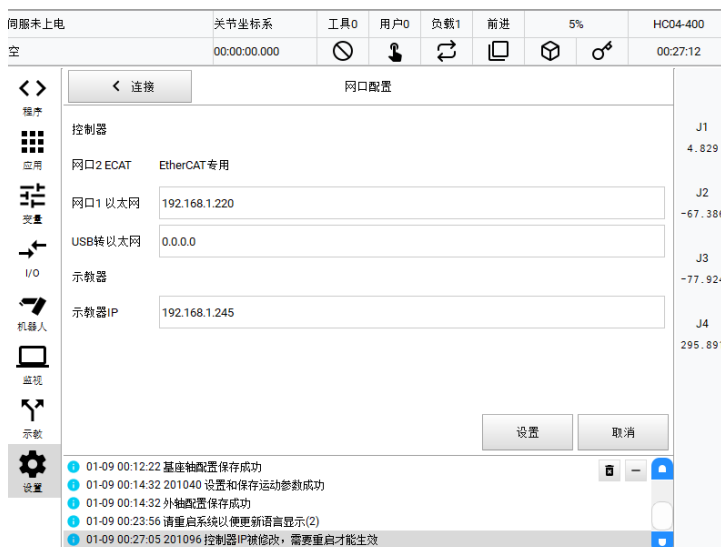 伺服未上电 关节坐标系 工具0 用户0 负载1 前进 5% HC04-400
空 00:00:00.000 00:27:12
连接 网口配置
程序
控制器
J1
4.829
应用
网口2 ECAT EtherCAT专用
变量
网口1 以太网 192.168.1.220
J2
-67.386
USB转以太网 0.0.0.0
I/O
示教器
J3
-77.924
机器人
示教器IP 192.168.1.245
J4
295.897
监视
示教
设置 取消
设置
01-09 00:12:22 基座轴配置保存成功
01-09 00:14:32 201040 设置和保存运动参数成功
01-09 00:14:32 外轴配置保存成功
01-09 00:23:56 请重启系统以便更新语言显示(2)
01-09 00:27:05 201096 控制器IP被修改，需要重启才能生效